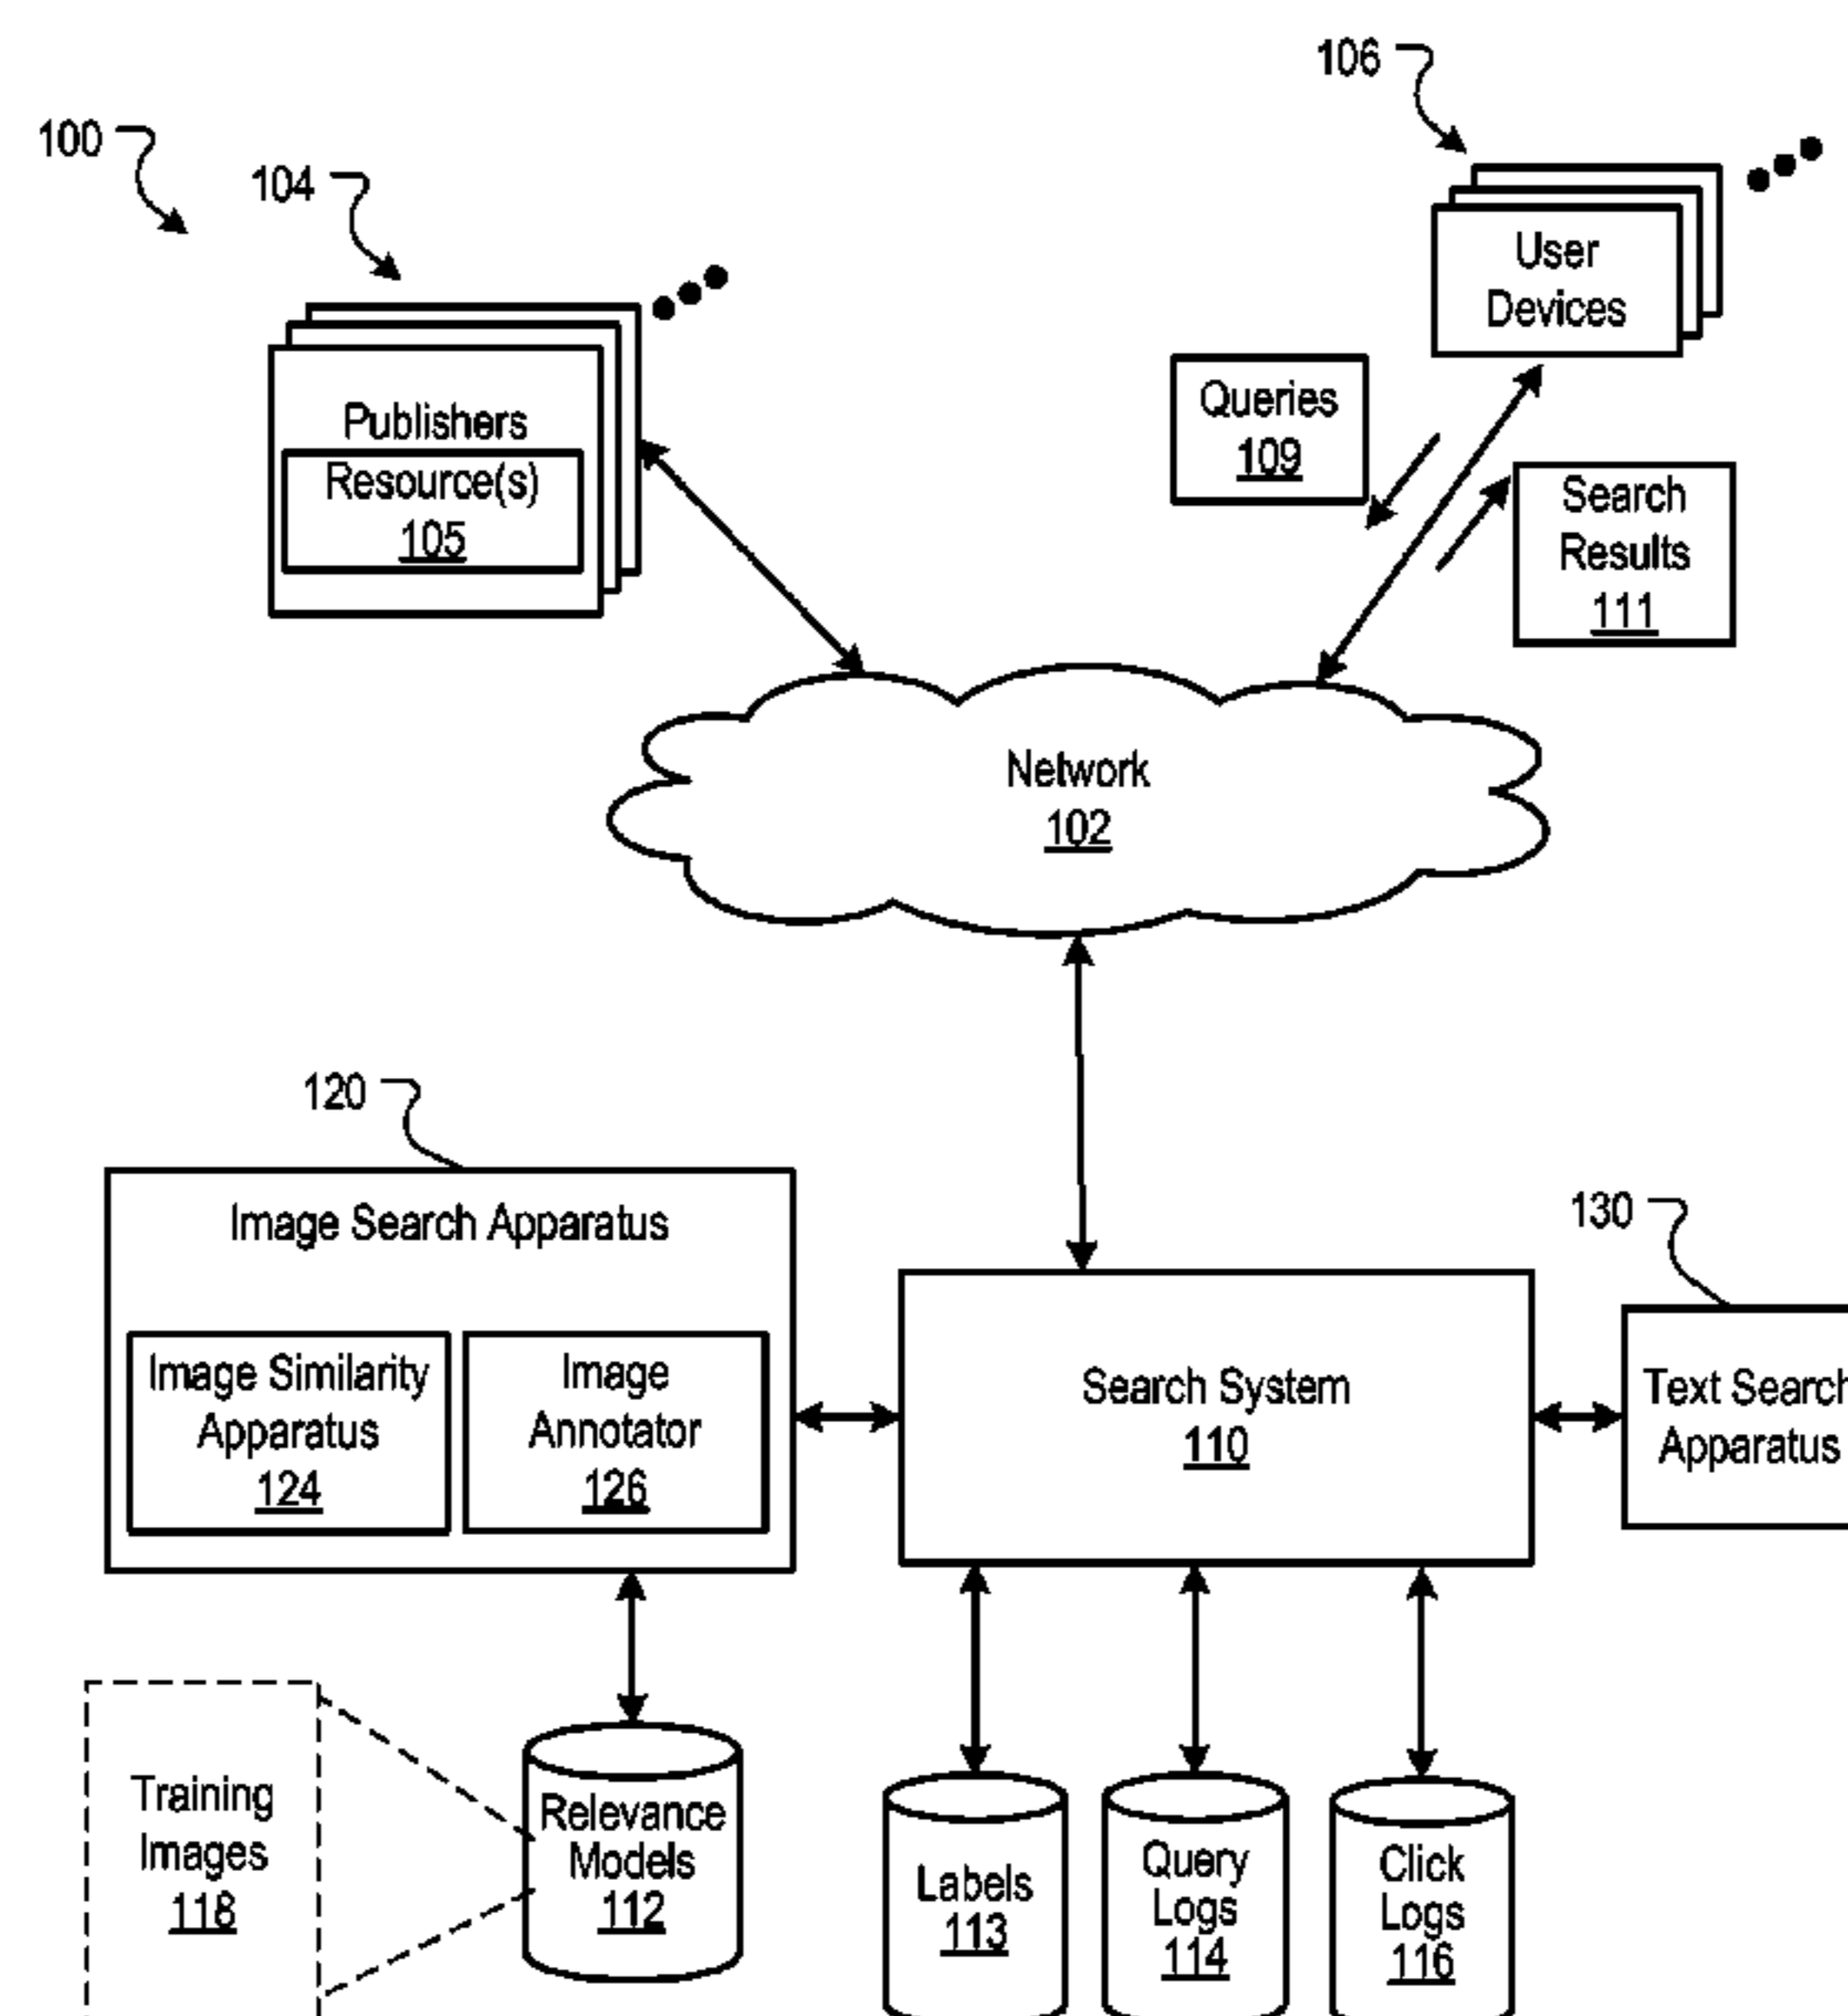 106
100
104
User
Devices
Queries
109
Publishers
Resource(s)
105
Search
Results
111
Network
102
120
Image Search Apparatus
130
Image Similarity
Apparatus
124
Image
Annotator
126
Search System
110
Text Search
Apparatus
Training
Images
118
Relevance
Models
112
Labels
113
Query
Logs
114
Click
Logs
116